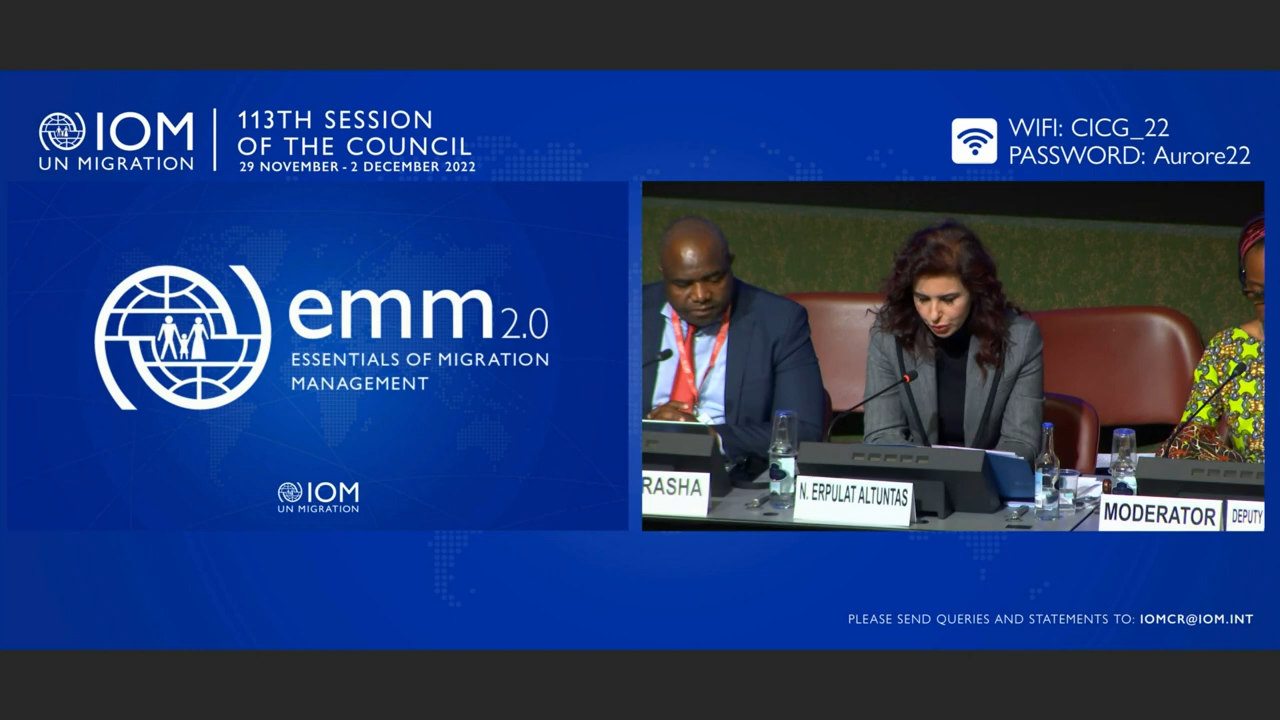 IOM
UN MIGRATION
113TH SESSION
OF THE COUNCIL
29 NOVEMBER - 2 DECEMBER 2022
WIFI: CICG_22
PASSWORD: Aurore22
emm2.0
ESSENTIALS OF MIGRATION
MANAGEMENT
IOM
UN MIGRATION
RASHA
N. ERPULAT ALTUNTAS
MODERATOR
DEPUTY
PLEASE SEND QUERIES AND STATEMENTS TO: IOMCR@IOM.INT